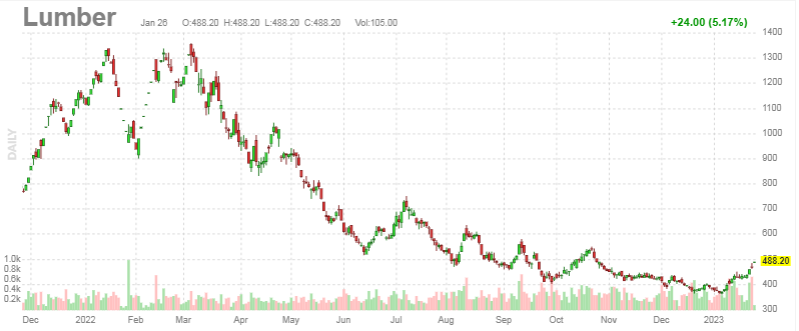 Lumber
Jan 26 O:488.20 H:488.20 L:488.20 C:488.20 Vol:105.00
+24.00 (5.17%)
DAILY
1400
1300
1200
1100
1000
900
800
700
600
500
488.20
400
300
1.0k
0.8k
0.6k
0.4k
0.2k
Dec 2022 Feb Mar Apr May Jun Jul Aug Sep Oct Nov Dec 2023